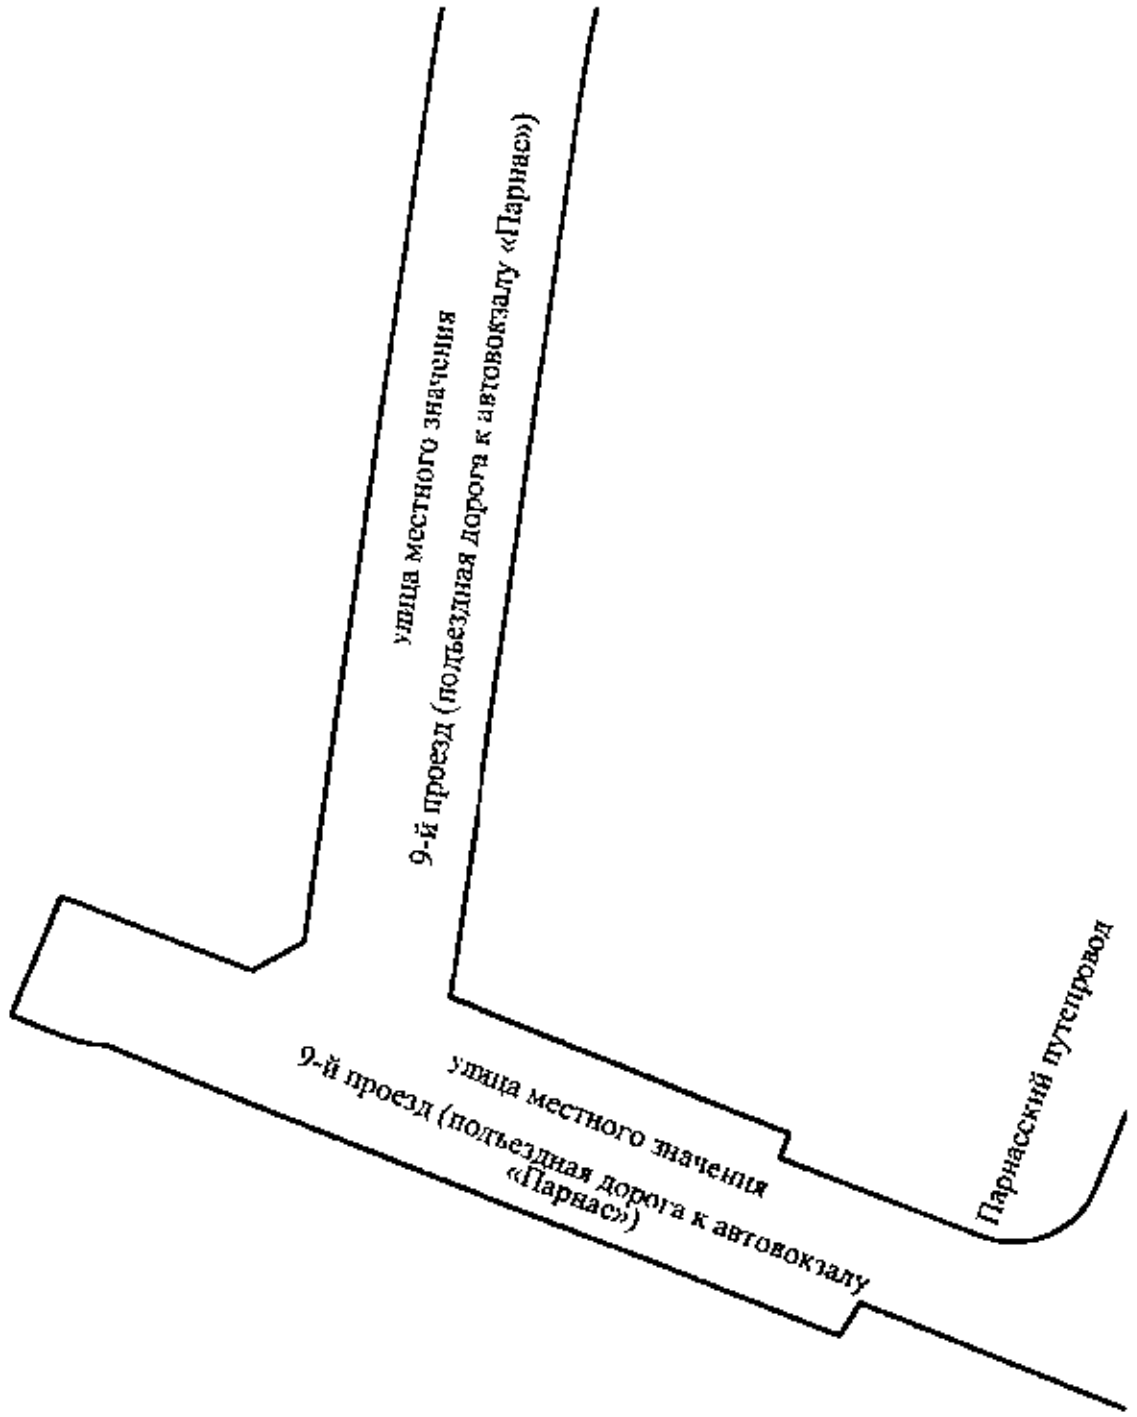 улица местного значения
9-й проезд (подъездная дорога к автовокзалу «Парнас»)
улица местного значения
9-й проезд (подъездная дорога к автовокзалу
«Парнас»)
Парнасский путепровод